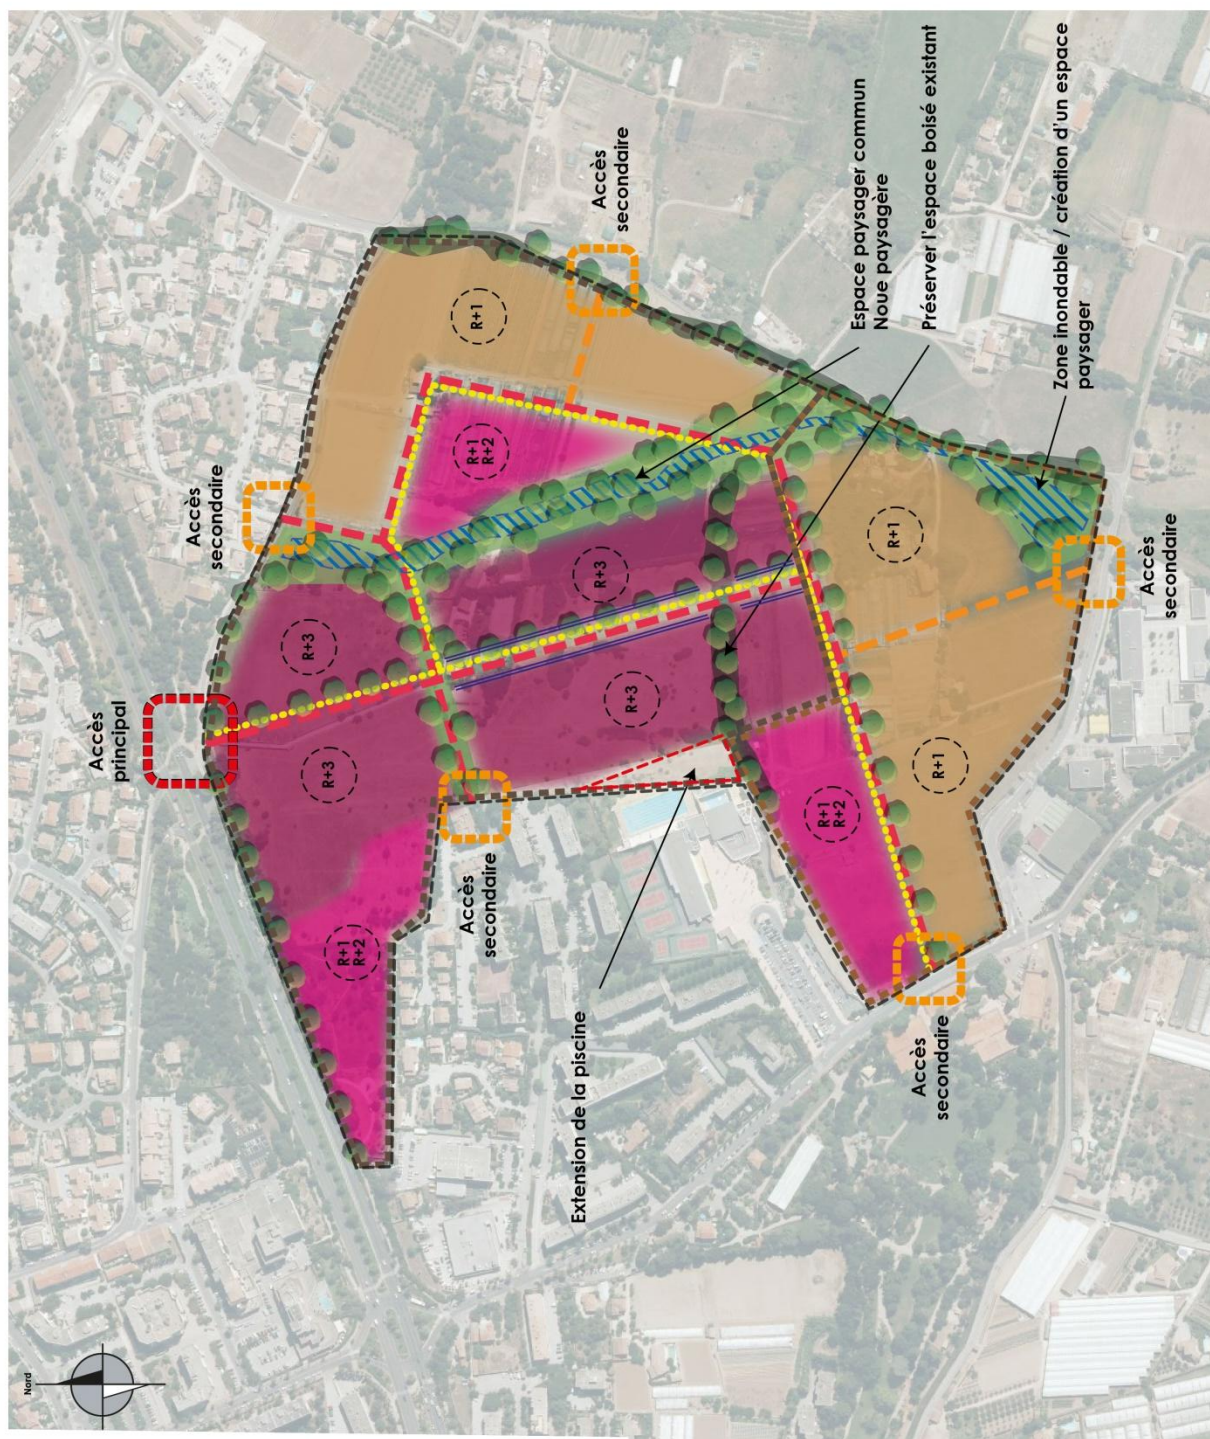 Nord
Accès
principal
Accès
secondaire
Accès
secondaire
Accès
secondaire
Accès
secondaire
Accès
secondaire
Extension de la piscine
Espace paysager commun
Noue paysagère
Préserver l'espace boisé existant
Zone inondable / création d'un espace
paysager
R+3
R+3
R+1
R+2
R+1
R+1
R+2
R+3
R+3
R+1
R+2
R+1
R+1